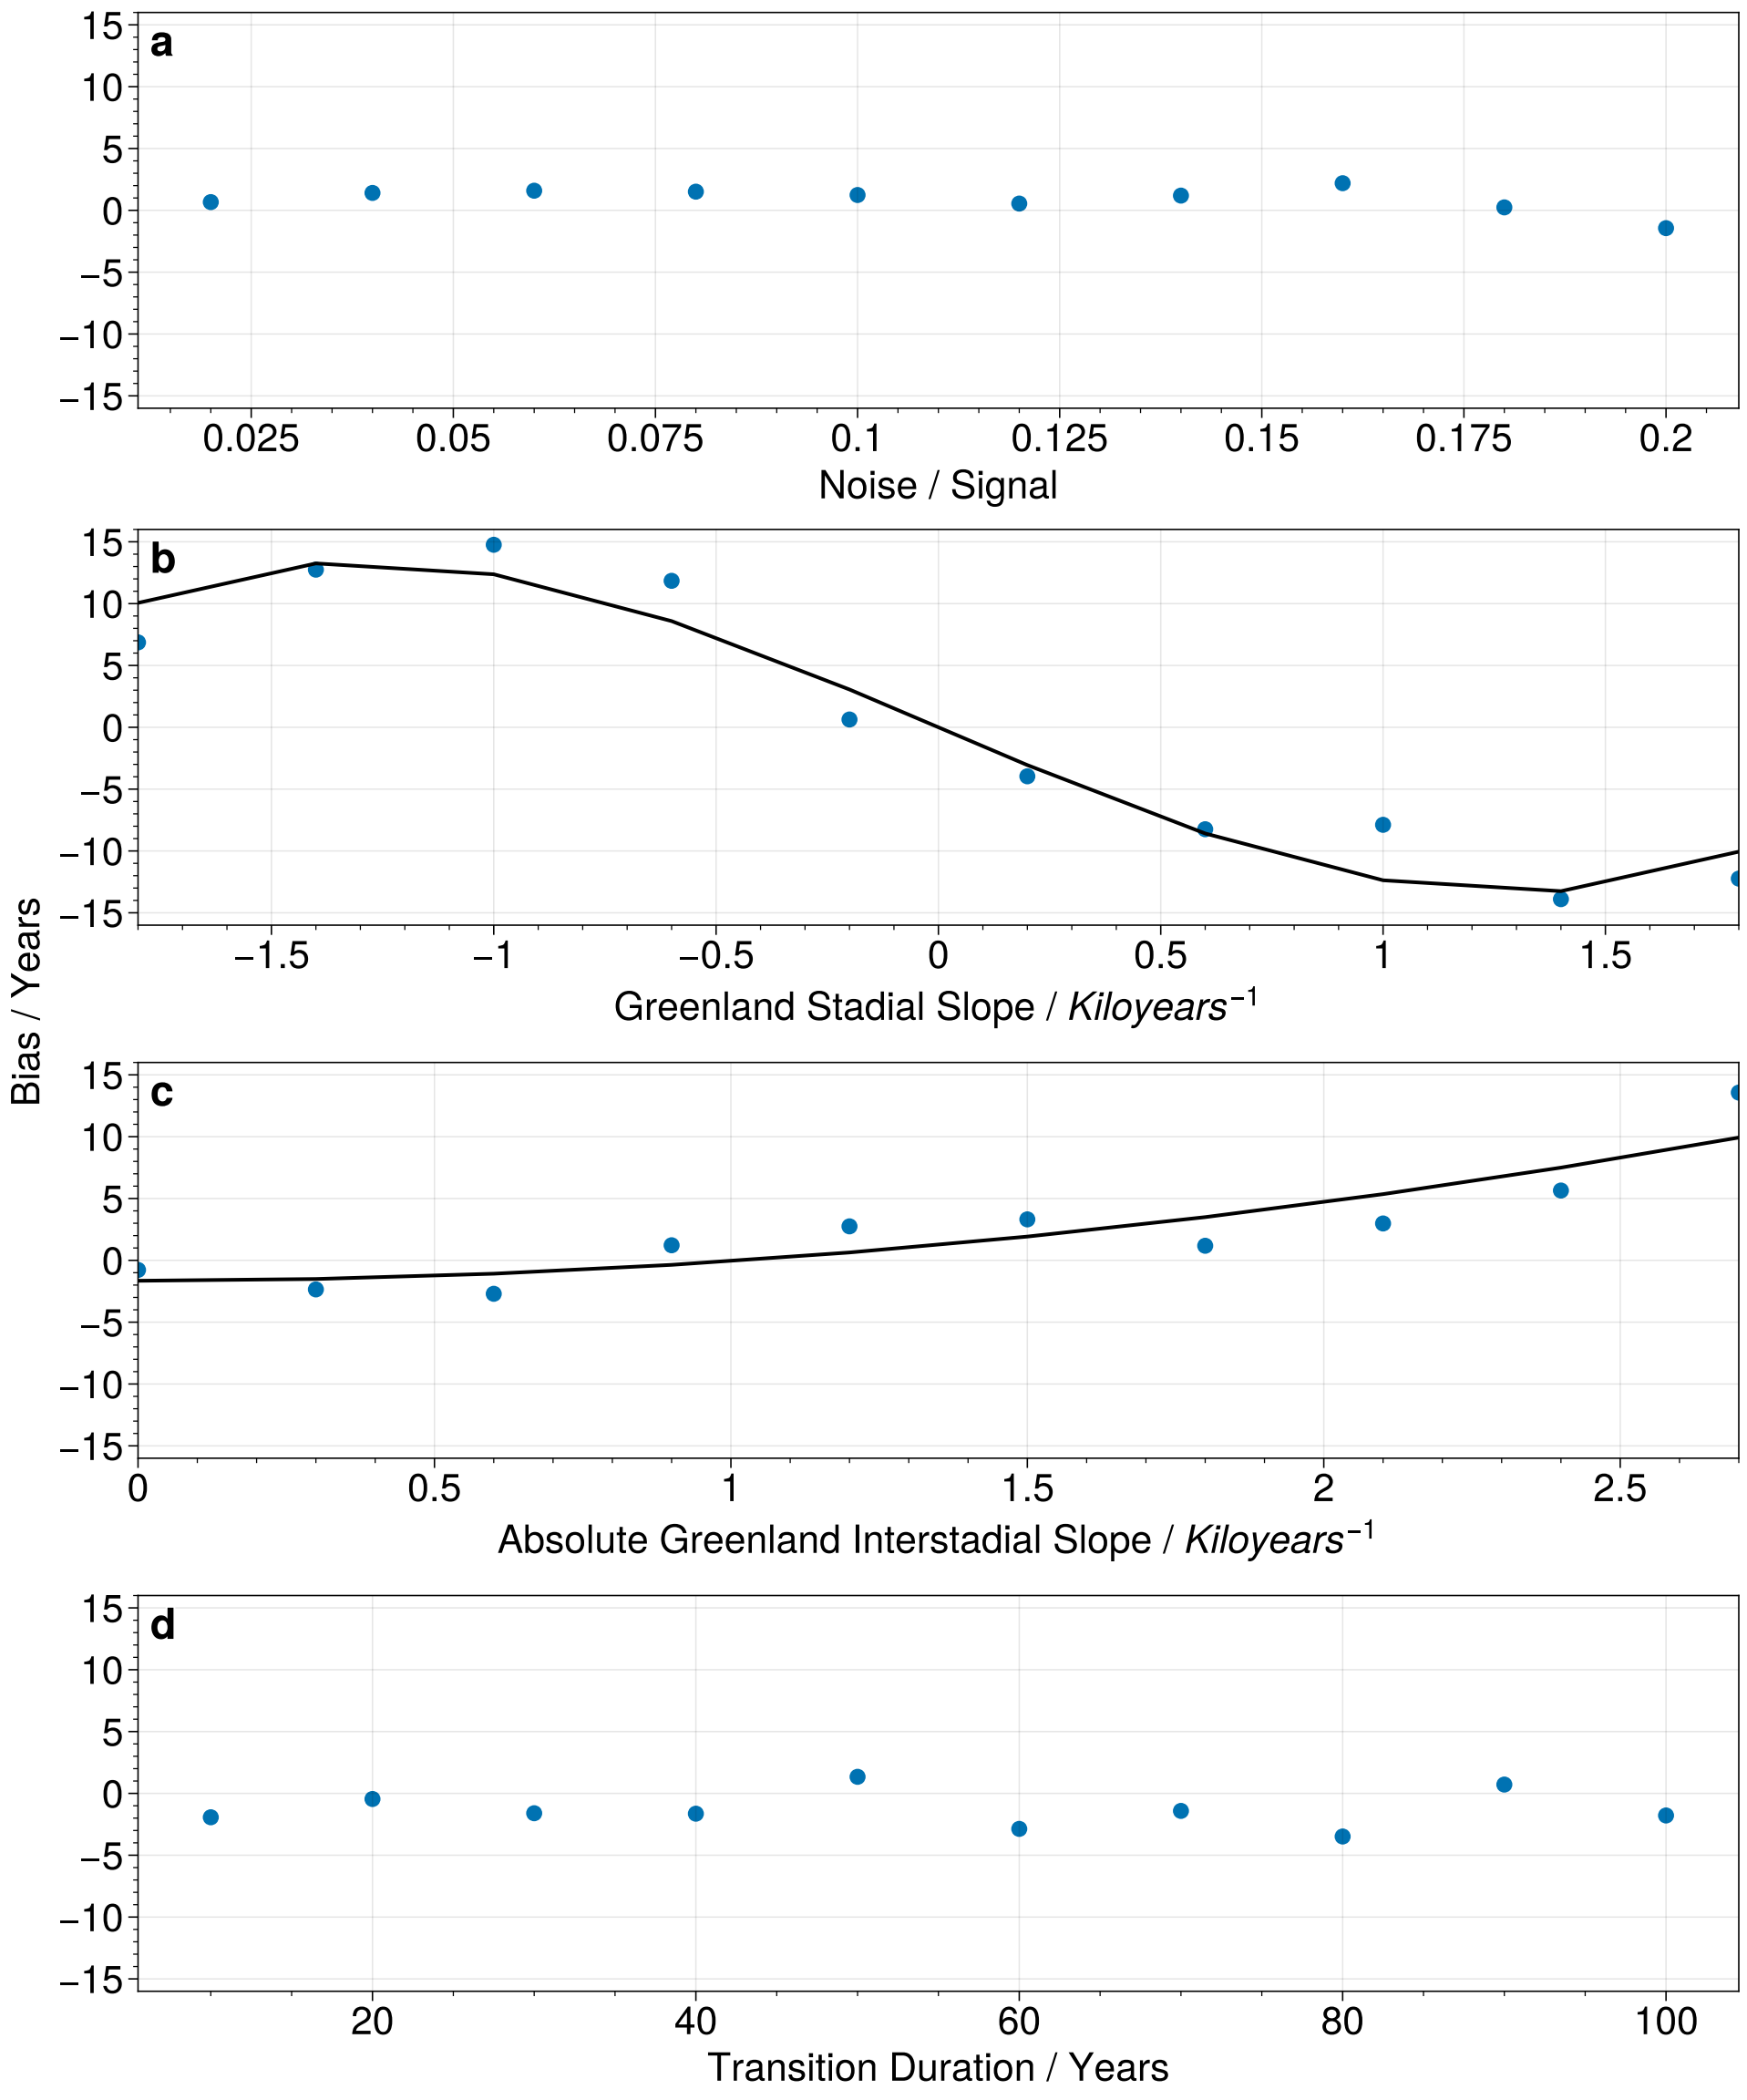 Bias / Years
a
15
10
5
0
−5
−10
−15
0.025 0.05 0.075 0.1 0.125 0.15 0.175 0.2
Noise / Signal
b
15
10
5
0
−5
−10
−15
−1.5 −1 −0.5 0 0.5 1 1.5
Greenland Stadial Slope / Kiloyears⁻¹
c
15
10
5
0
−5
−10
−15
0 0.5 1 1.5 2 2.5
Absolute Greenland Interstadial Slope / Kiloyears⁻¹
d
15
10
5
0
−5
−10
−15
20 40 60 80 100
Transition Duration / Years